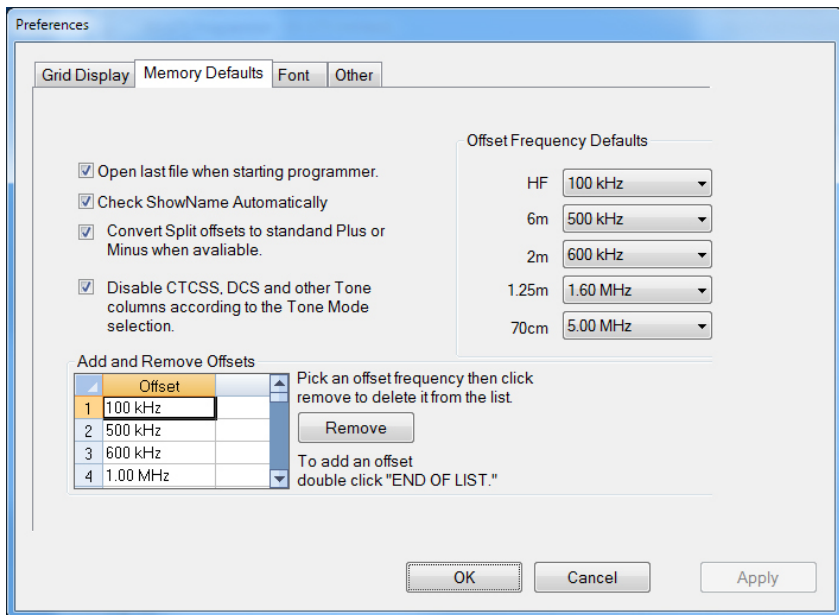 Preferences
Grid Display
Memory Defaults
Font
Other
Open last file when starting programmer.
Check ShowName Automatically
Convert Split offsets to standand Plus or
Minus when avaliable.
Disable CTCSS, DCS and other Tone
columns according to the Tone Mode
selection.
Offset Frequency Defaults
HF 100 kHz
6m 500 kHz
2m 600 kHz
1.25m 1.60 MHz
70cm 5.00 MHz
Add and Remove Offsets
Offset
1 100 kHz
2 500 kHz
3 600 kHz
4 1.00 MHz
Pick an offset frequency then click
remove to delete it from the list.
Remove
To add an offset
double click "END OF LIST."
OK
Cancel
Apply